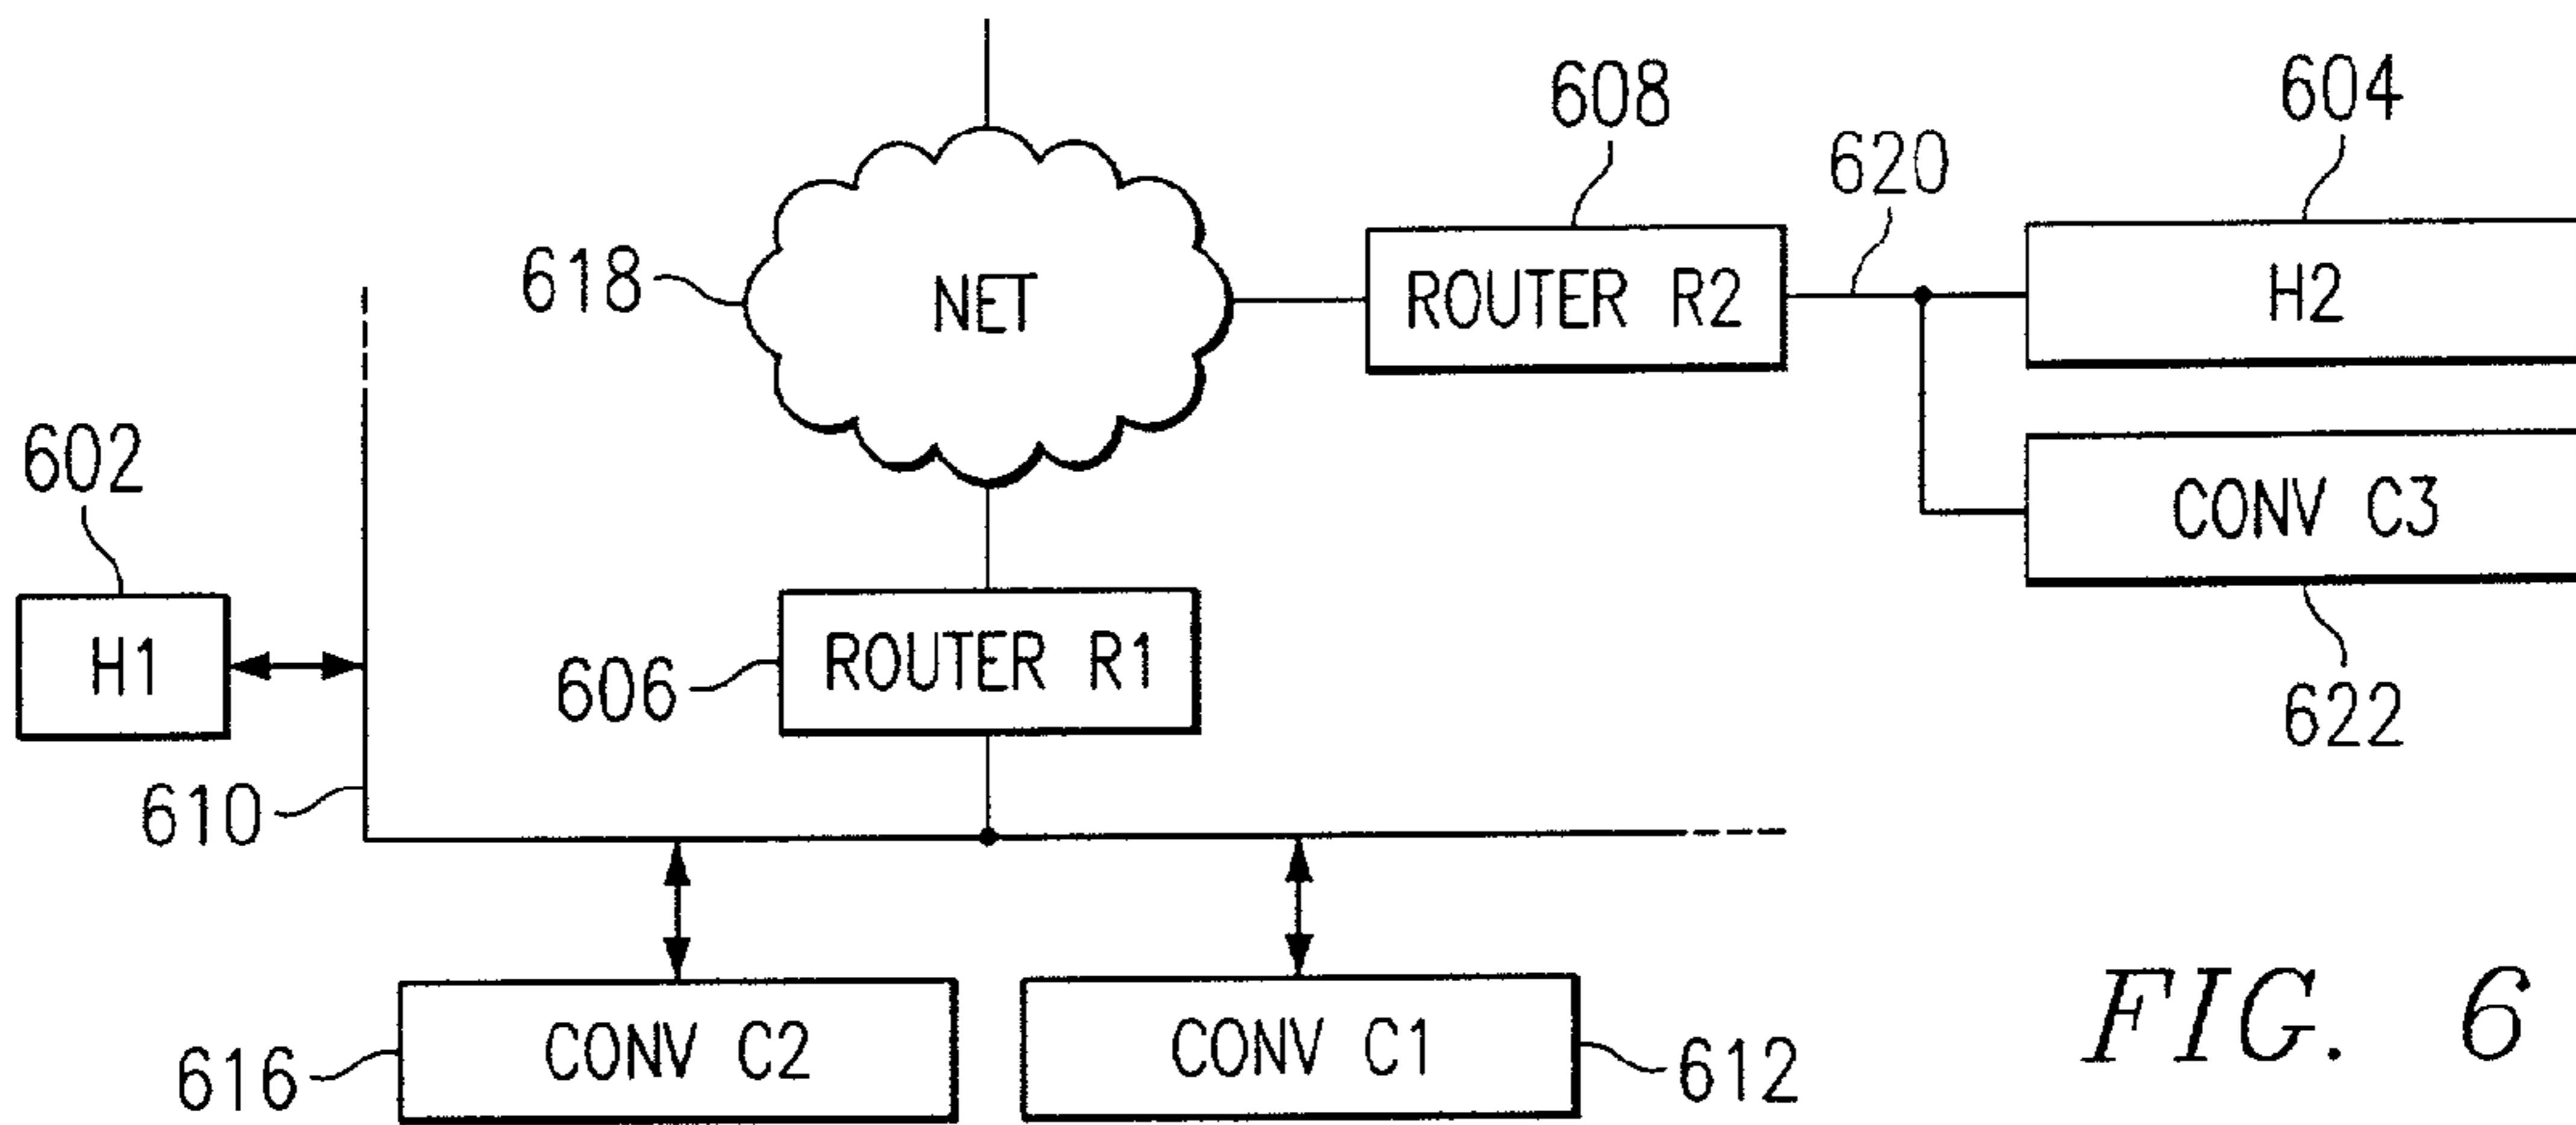 608
604
620
618
NET
ROUTER R2
H2
602
CONV C3
H1
606
ROUTER R1
622
610
616
CONV C2
CONV C1
612
FIG. 6